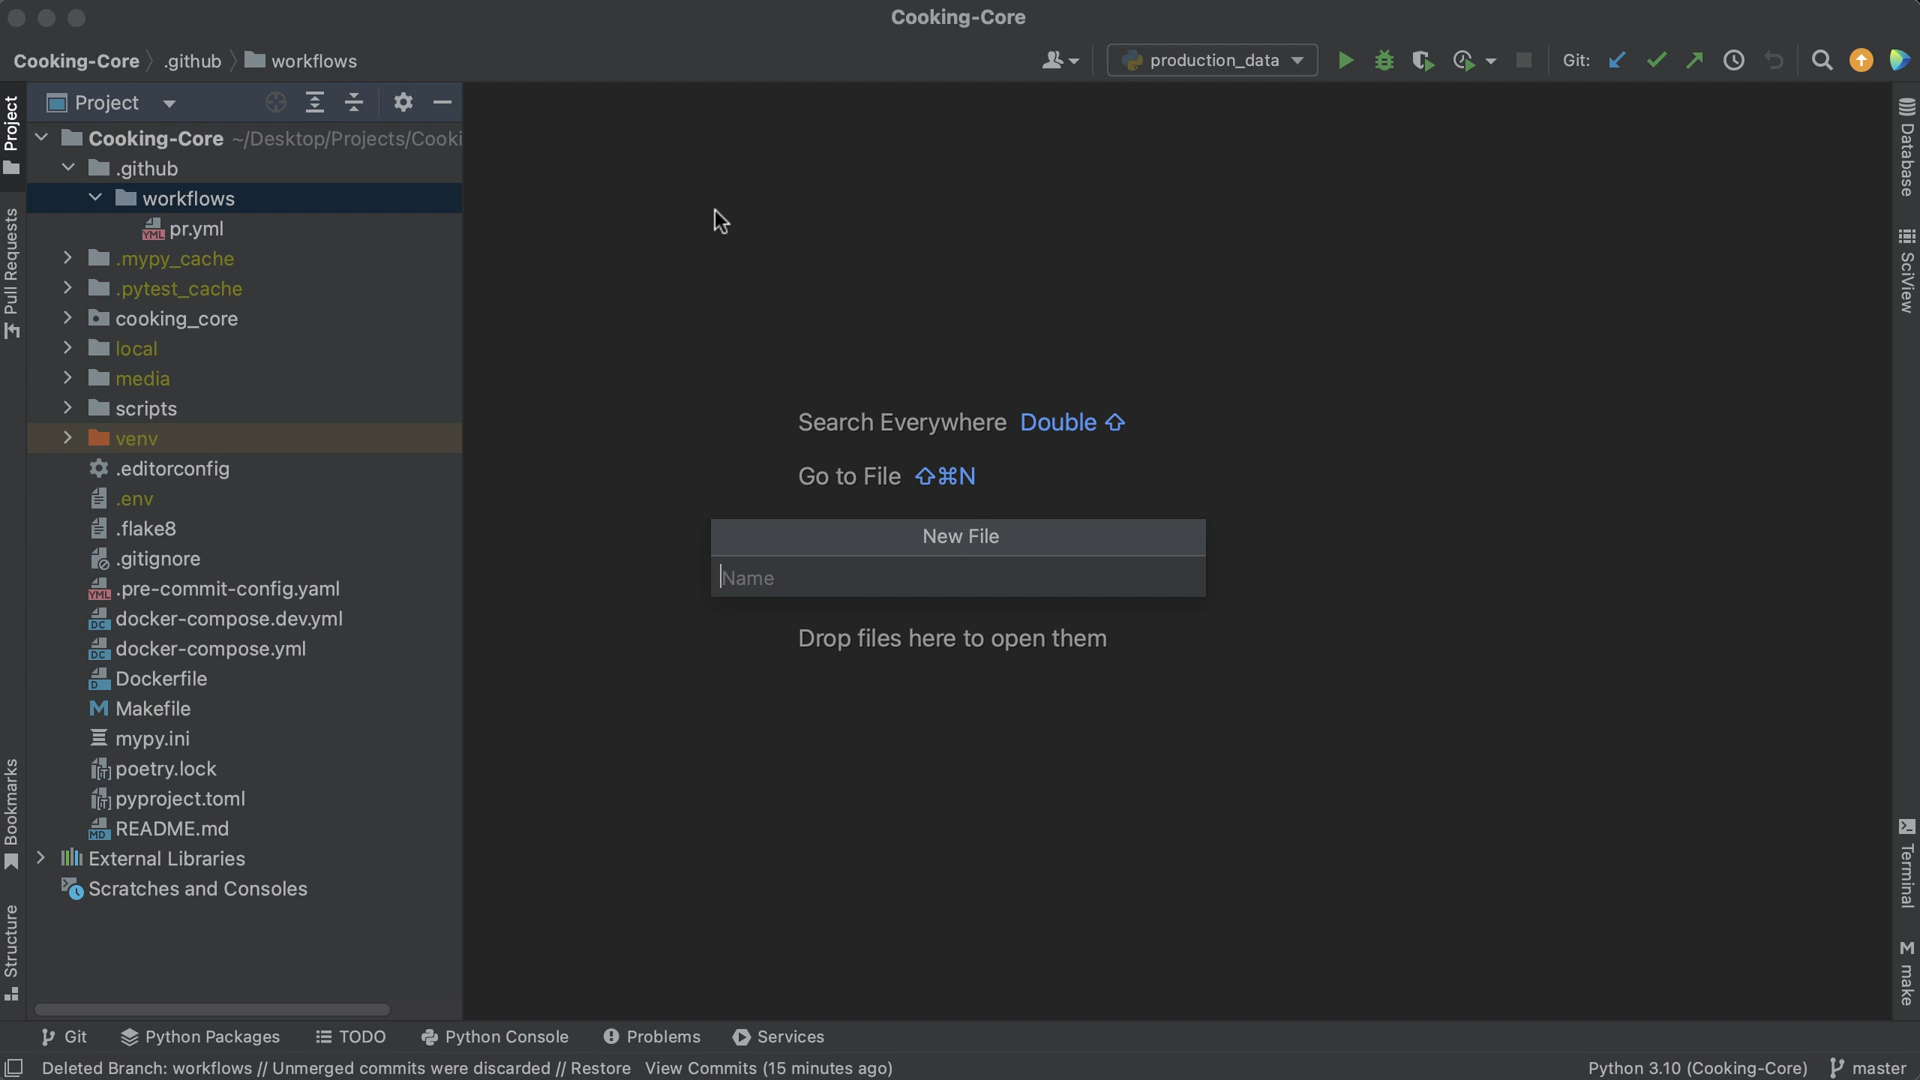 Cooking-Core
Cooking-Core
.github
workflows
production_data
Git:
Project
Cooking-Core ~/Desktop/Projects/Cooki
.github
workflows
pr.yml
.mypy_cache
.pytest_cache
cooking_core
local
media
scripts
venv
.editorconfig
.env
.flake8
.gitignore
.pre-commit-config.yaml
docker-compose.dev.yml
docker-compose.yml
Dockerfile
Makefile
mypy.ini
poetry.lock
pyproject.toml
README.md
External Libraries
Scratches and Consoles
Project
Pull Requests
Bookmarks
Structure
Search Everywhere Double ⇧
Go to File ⇧⌘N
New File
Name
Drop files here to open them
Database
SciView
Terminal
make
Git
Python Packages
TODO
Python Console
Problems
Services
Deleted Branch: workflows // Unmerged commits were discarded // Restore View Commits (15 minutes ago)
Python 3.10 (Cooking-Core)
master